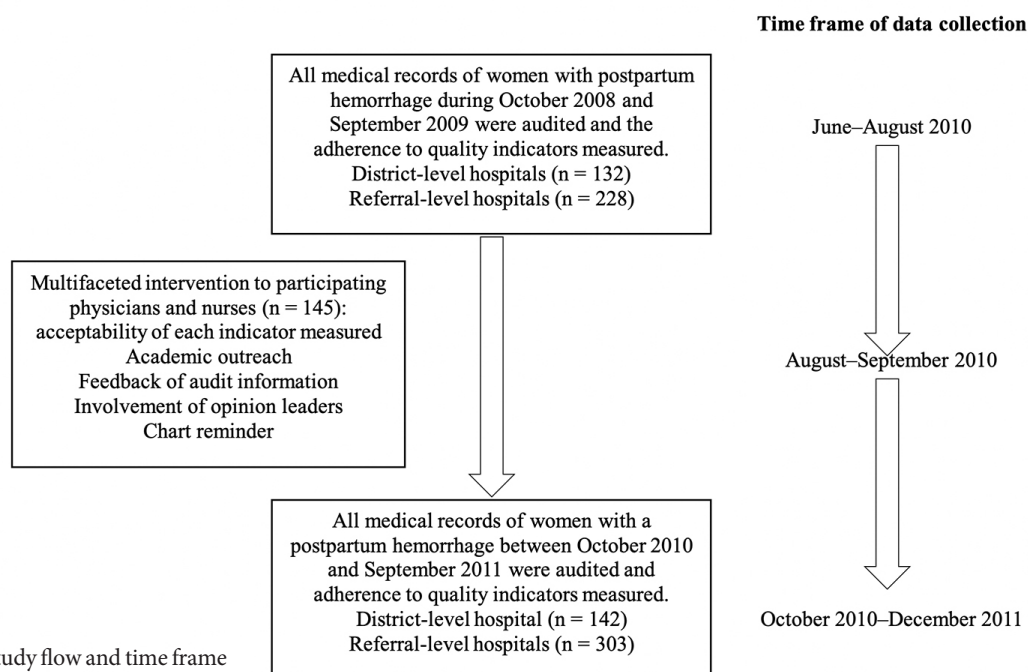 Time frame of data collection
All medical records of women with postpartum
hemorrhage during October 2008 and
September 2009 were audited and the
adherence to quality indicators measured.
District-level hospitals (n = 132)
Referral-level hospitals (n = 228)
June–August 2010
Multifaceted intervention to participating
physicians and nurses (n = 145):
acceptability of each indicator measured
Academic outreach
Feedback of audit information
Involvement of opinion leaders
Chart reminder
August–September 2010
All medical records of women with a
postpartum hemorrhage between October 2010
and September 2011 were audited and
adherence to quality indicators measured.
District-level hospital (n = 142)
Referral-level hospitals (n = 303)
October 2010–December 2011
flow and time frame